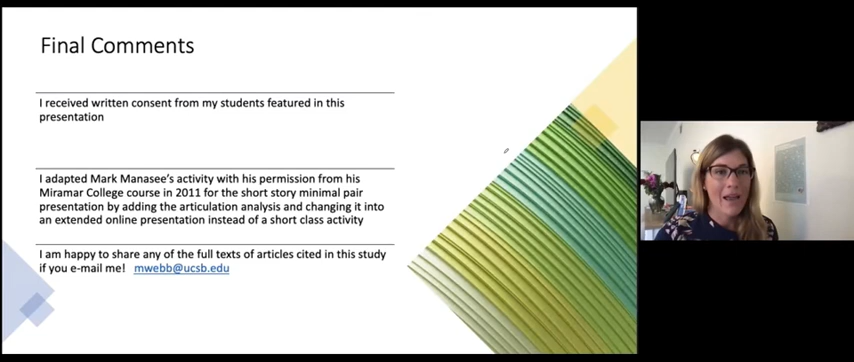 Final Comments
I received written consent from my students featured in this
presentation
I adapted Mark Manasee's activity with his permission from his
Miramar College course in 2011 for the short story minimal pair
presentation by adding the articulation analysis and changing it into
an extended online presentation instead of a short class activity
I am happy to share any of the full texts of articles cited in this study
if you e-mail me! mwebb@ucsb.edu